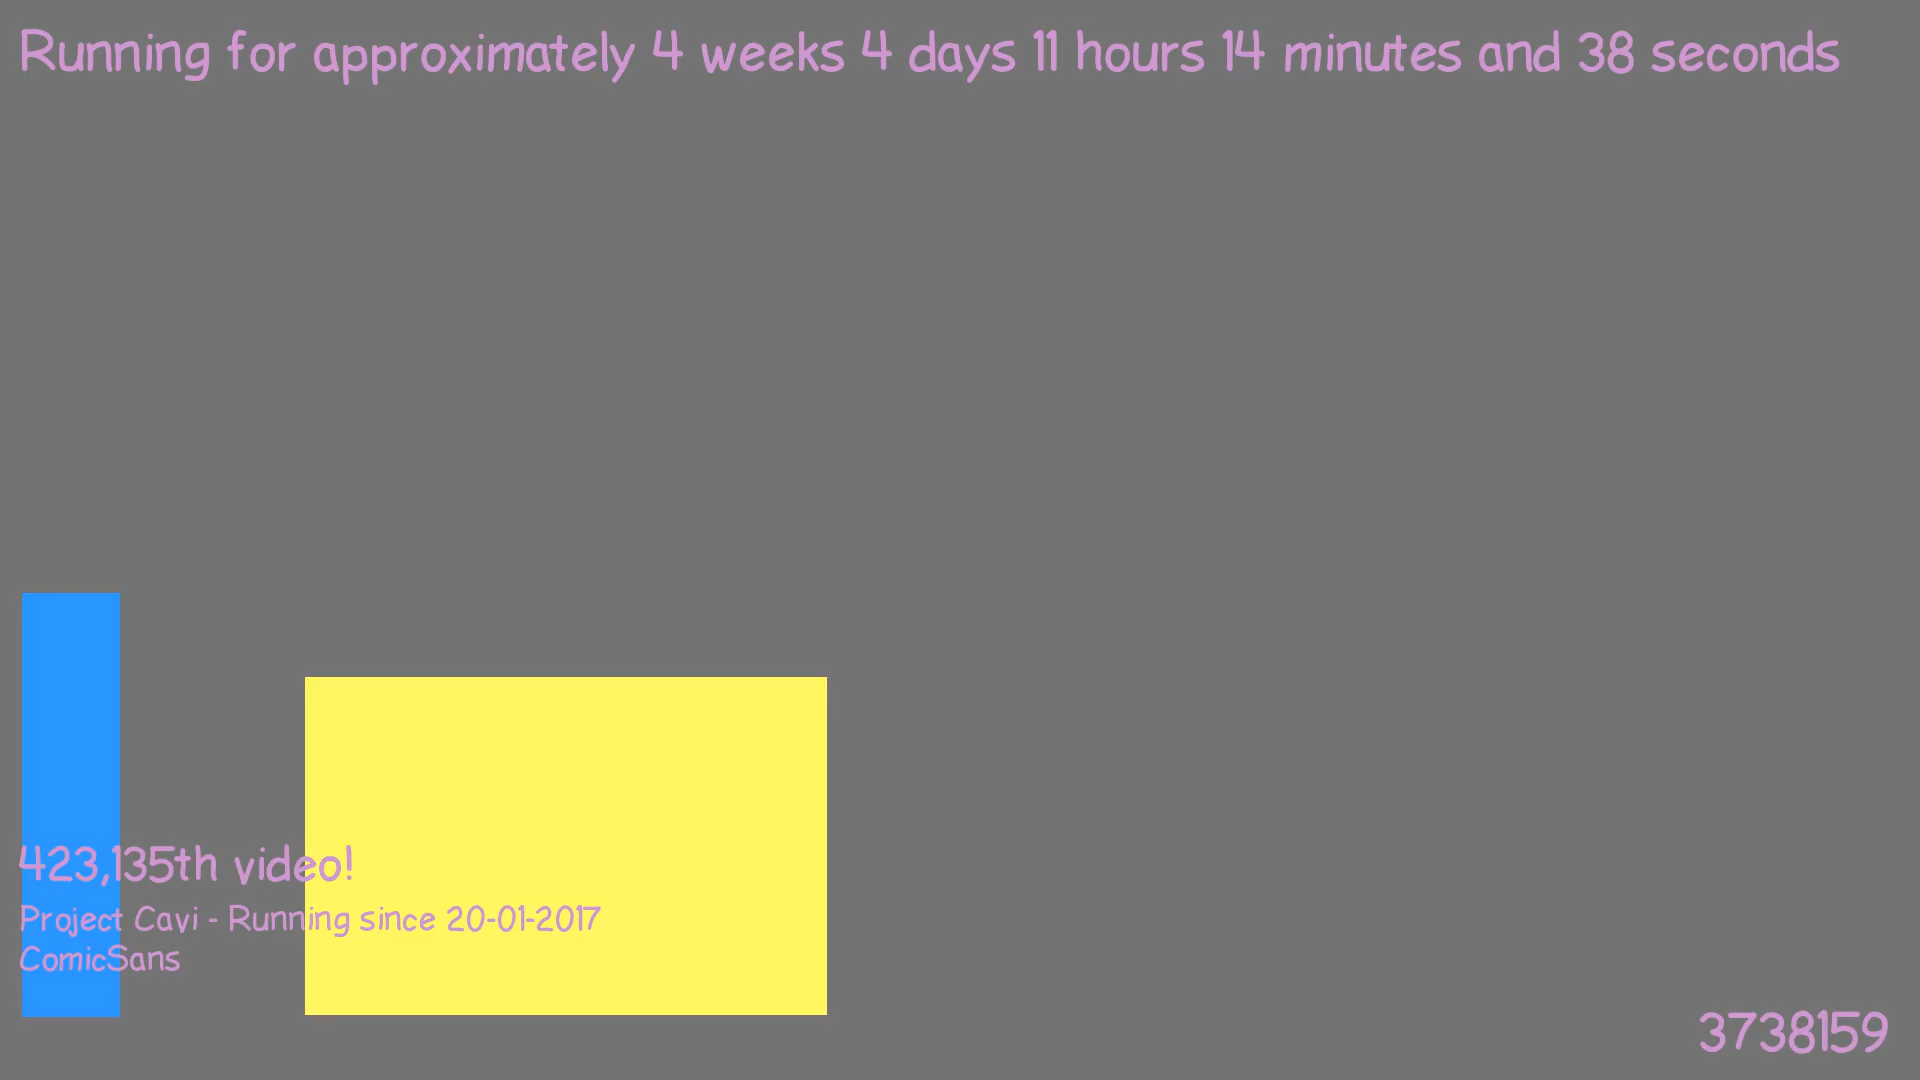 Running for approximately 4 weeks 4 days 11 hours 14 minutes and 38 seconds
423,135th video!
Project Cavi - Running since 20-01-2017
ComicSans
3738159